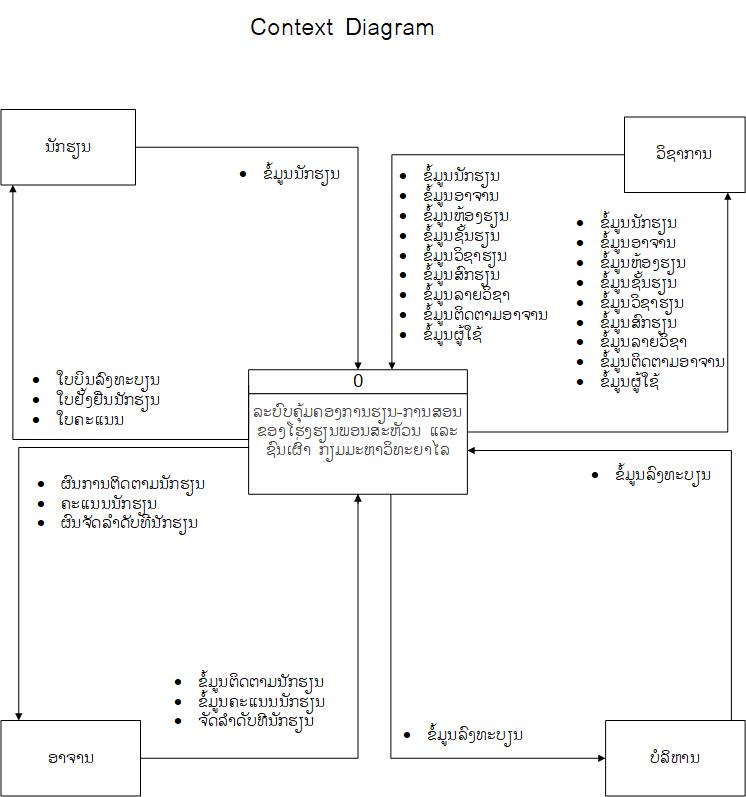 Context Diagram
ນັກຮຽນ
ວິຊາການ
• ຂໍ້ມູນນັກຮຽນ
• ຂໍ້ມູນນັກຮຽນ
• ຂໍ້ມູນອາຈານ
• ຂໍ້ມູນຫ້ອງຮຽນ
• ຂໍ້ມູນຊັ້ນຮຽນ
• ຂໍ້ມູນວິຊາຮຽນ
• ຂໍ້ມູນສົກຮຽນ
• ຂໍ້ມູນລາຍວິຊາ
• ຂໍ້ມູນຕິດຕາມອາຈານ
• ຂໍ້ມູນຜູ້ໃຊ້
• ຂໍ້ມູນນັກຮຽນ
• ຂໍ້ມູນອາຈານ
• ຂໍ້ມູນຫ້ອງຮຽນ
• ຂໍ້ມູນຊັ້ນຮຽນ
• ຂໍ້ມູນວິຊາຮຽນ
• ຂໍ້ມູນສົກຮຽນ
• ຂໍ້ມູນລາຍວິຊາ
• ຂໍ້ມູນຕິດຕາມອາຈານ
• ຂໍ້ມູນຜູ້ໃຊ້
• ໃບບິນລົງທະບຽນ
• ໃບຢັ້ງຢືນນັກຮຽນ
• ໃບຄະແນນ
0
ລະບົບຄຸ້ມຄອງການຮຽນ-ການສອນ
ຂອງໂຮງຮຽນພອນສະຫັວນ ແລະ
ຊົນເຜົ່າ ກຽມມະຫາວິທະຍາໄລ
• ຜົນການຕິດຕາມນັກຮຽນ
• ຄະແນນນັກຮຽນ
• ຜົນຈັດລຳດັບທີນັກຮຽນ
• ຂໍ້ມູນລົງທະບຽນ
• ຂໍ້ມູນຕິດຕາມນັກຮຽນ
• ຂໍ້ມູນຄະແນນນັກຮຽນ
• ຈັດລຳດັບທີນັກຮຽນ
• ຂໍ້ມູນລົງທະບຽນ
ອາຈານ
ບໍລິຫານ